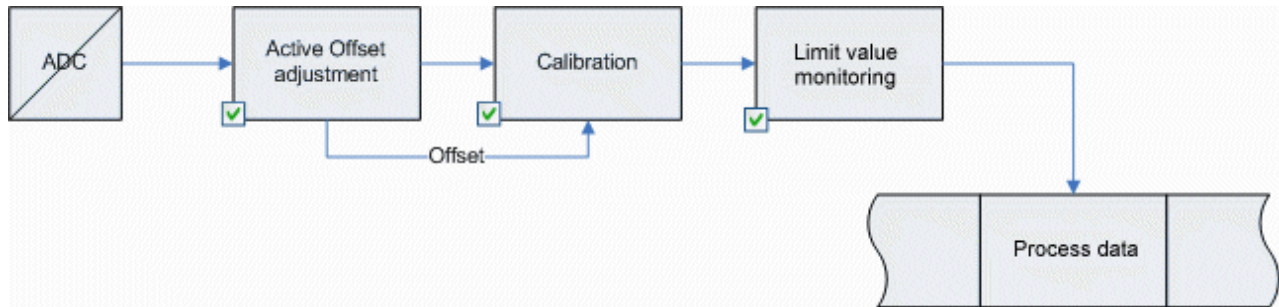 ADC
Active Offset
adjustment
Calibration
Limit value
monitoring
Offset
Process data